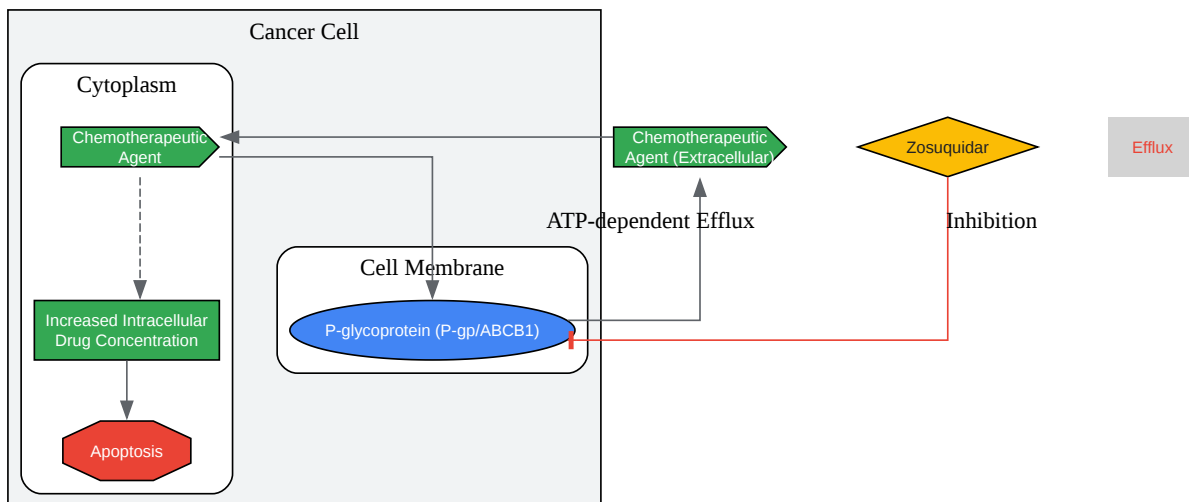 Cancer Cell
Cytoplasm
Chemotherapeutic
Agent
Chemotherapeutic
Agent (Extracellular)
Zosuquidar
Efflux
ATP-dependent Efflux
Inhibition
Cell Membrane
Increased Intracellular
Drug Concentration
P-glycoprotein (P-gp/ABCB1)
Apoptosis